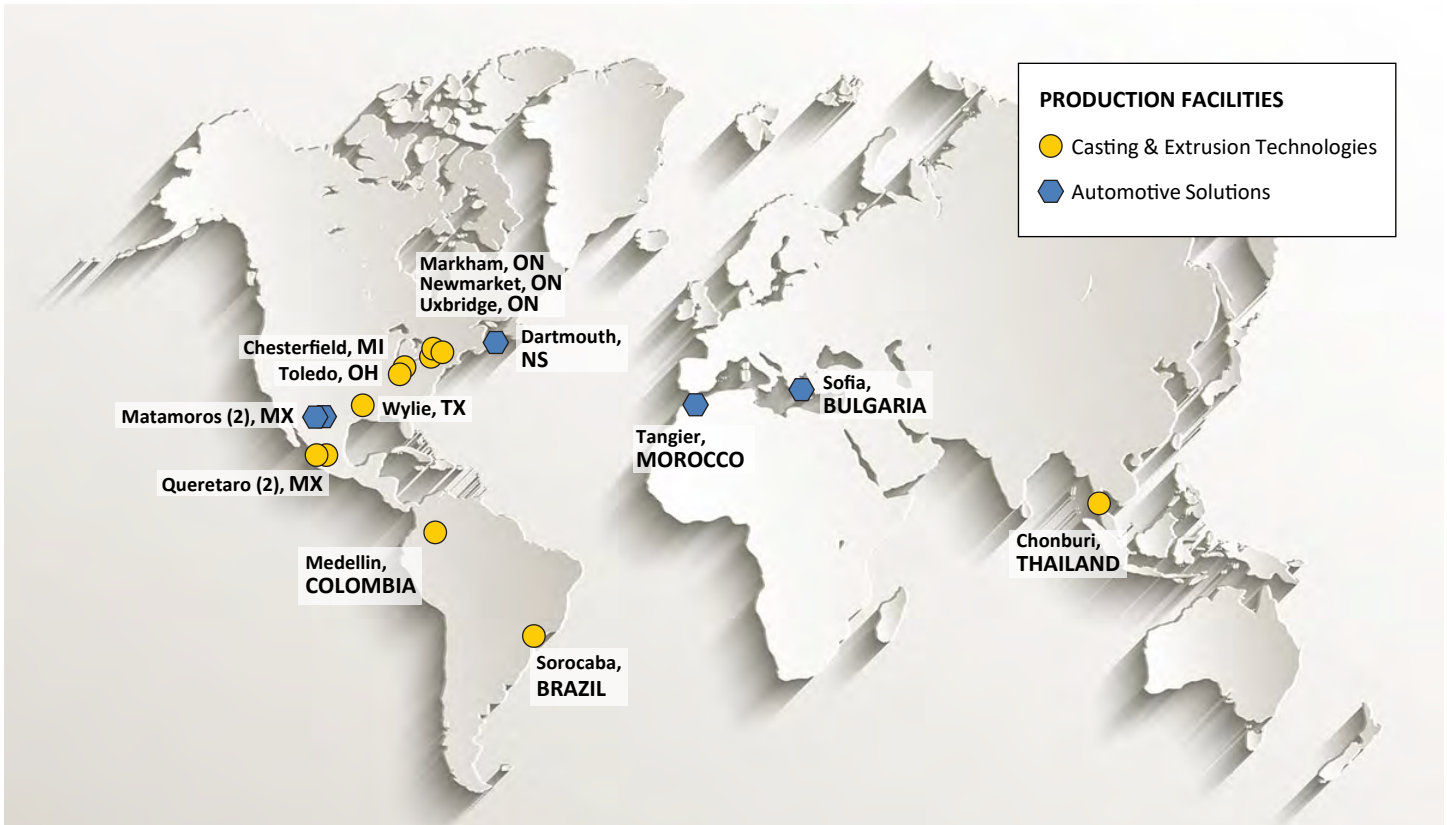 PRODUCTION FACILITIES
Casting & Extrusion Technologies
Automotive Solutions
Markham, ON
Newmarket, ON
Uxbridge, ON
Dartmouth,
NS
Chesterfield, MI
Toledo, OH
Wylie, TX
Matamoros (2), MX
Queretaro (2), MX
Sofia,
BULGARIA
Tangier,
MOROCCO
Medellin,
COLOMBIA
Chonburi,
THAILAND
Sorocaba,
BRAZIL